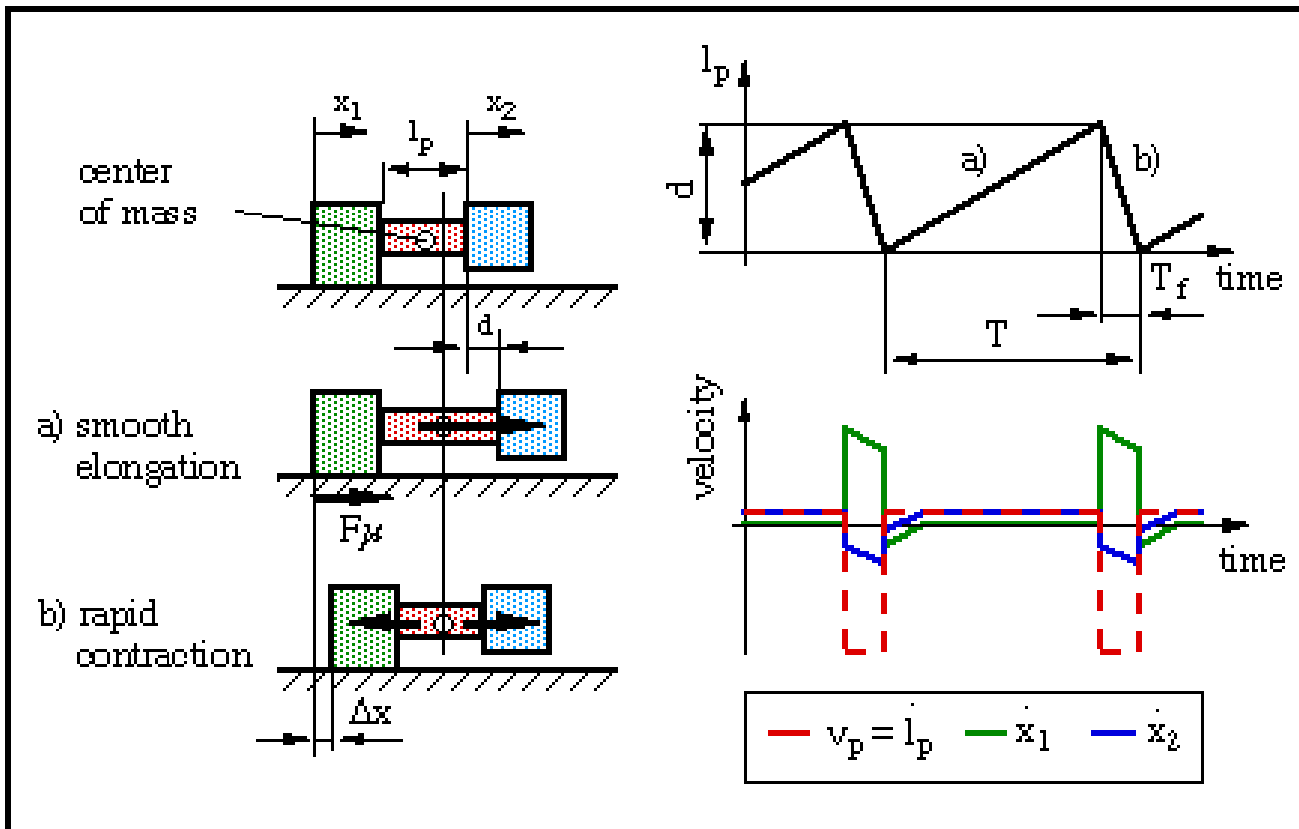 x₁
x₂
lₚ
center
of mass
d
a) smooth
elongation
Fμ
b) rapid
contraction
Δx
lₚ
a)
b)
d
T_f
time
T
velocity
time
vₚ = l̇ₚ
ẋ₁
ẋ₂